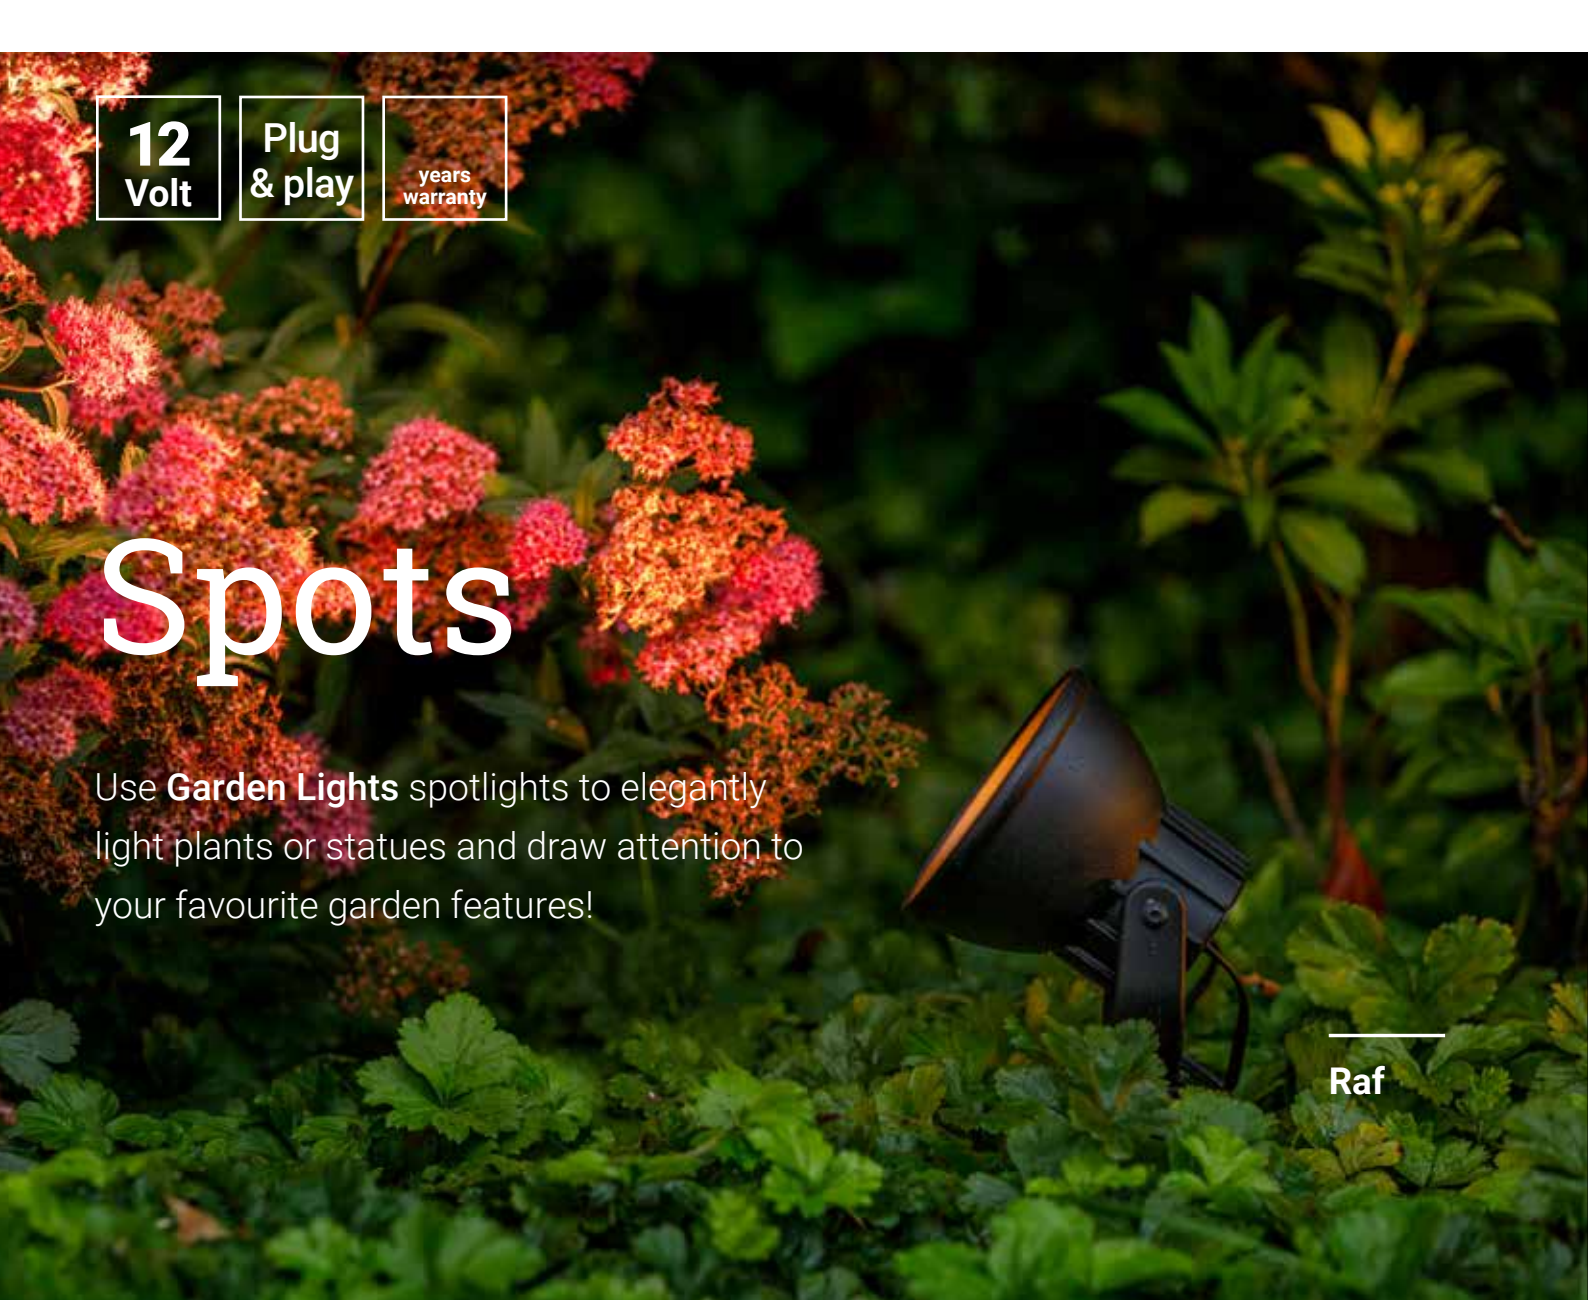 12
Volt
Plug
& play
years
warranty
Spots
Use Garden Lights spotlights to elegantly
light plants or statues and draw attention to
your favourite garden features!
Raf